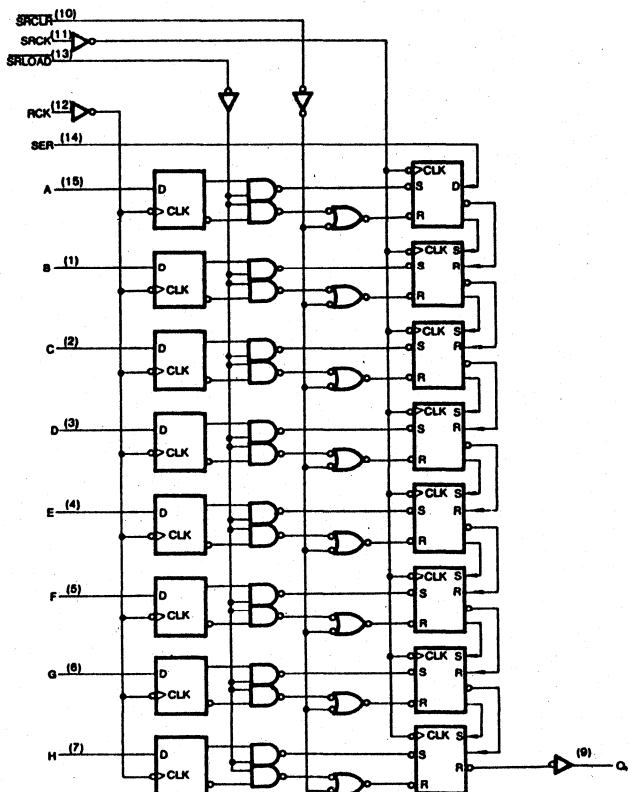 SRCLR (10)
SRCK (11)
SRLOAD (13)
RCK (12)
SER (14)
CLK
A (15) D S D
CLK R
CLK S
B (1) D S R
CLK R
CLK S
C (2) D S R
CLK R
CLK S
D (3) D S R
CLK R
CLK S
E (4) D S R
CLK R
CLK S
F (5) D S R
CLK R
CLK S
G (6) D S R
CLK R
CLK S
H (7) D S
R (9)
CLK R